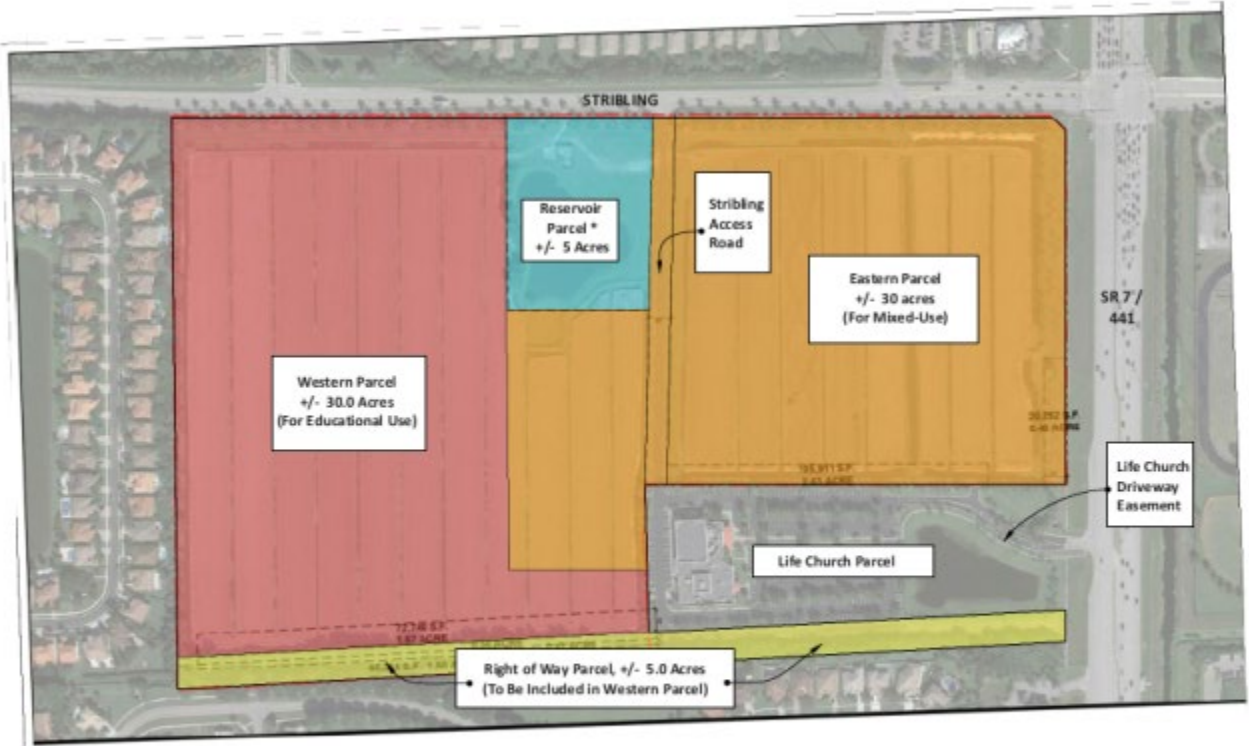 STRIBLING
Reservoir
Parcel *
+/- 5 Acres
Stribling
Access
Road
Eastern Parcel
+/- 30 acres
(For Mixed-Use)
SR 7 /
441
Western Parcel
+/- 30.0 Acres
(For Educational Use)
Life Church
Driveway
Easement
Life Church Parcel
Right of Way Parcel, +/- 5.0 Acres
(To Be Included in Western Parcel)